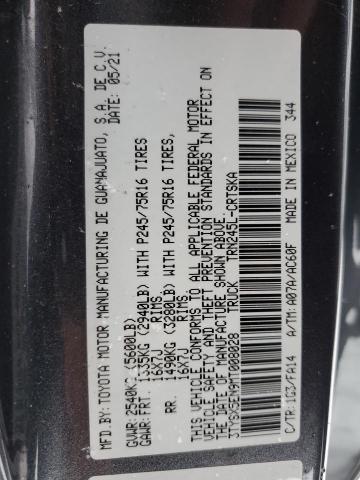 MFD.BY: TOYOTA MOTOR MANUFACTURING DE GUANAJUATO, S.A. DE C.V.
DATE: 05/21
GVWR: 2540KG (5600LB)
GAWR: FRT. 1335KG (2940LB) WITH P245/75R16 TIRES
16X7J RIMS
RR. 1490KG (3280LB) WITH P245/75R16 TIRES
16X7J RIMS
THIS VEHICLE CONFORMS TO ALL APPLICABLE FEDERAL MOTOR
VEHICLE SAFETY AND THEFT PREVENTION STANDARDS IN EFFECT ON
THE DATE OF MANUFACTURE SHOWN ABOVE.
TRUCK TRN245L-CRTSKA
C/TR: 1G3/FA14 A/TM: A07A/AC60F MADE IN MEXICO 344